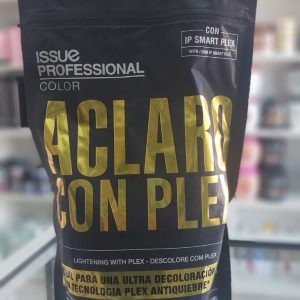 ISSUE
PROFESSIONAL
COLOR
CON
IP SMART PLEX
ACLARO
CON PLEX
LIGHTENING WITH PLEX - DESCOLORE COM PLEX
PARA UNA ULTRA DECOLORACIÓN
TECNOLOGIA PLEX ANTIQUIEBRE*